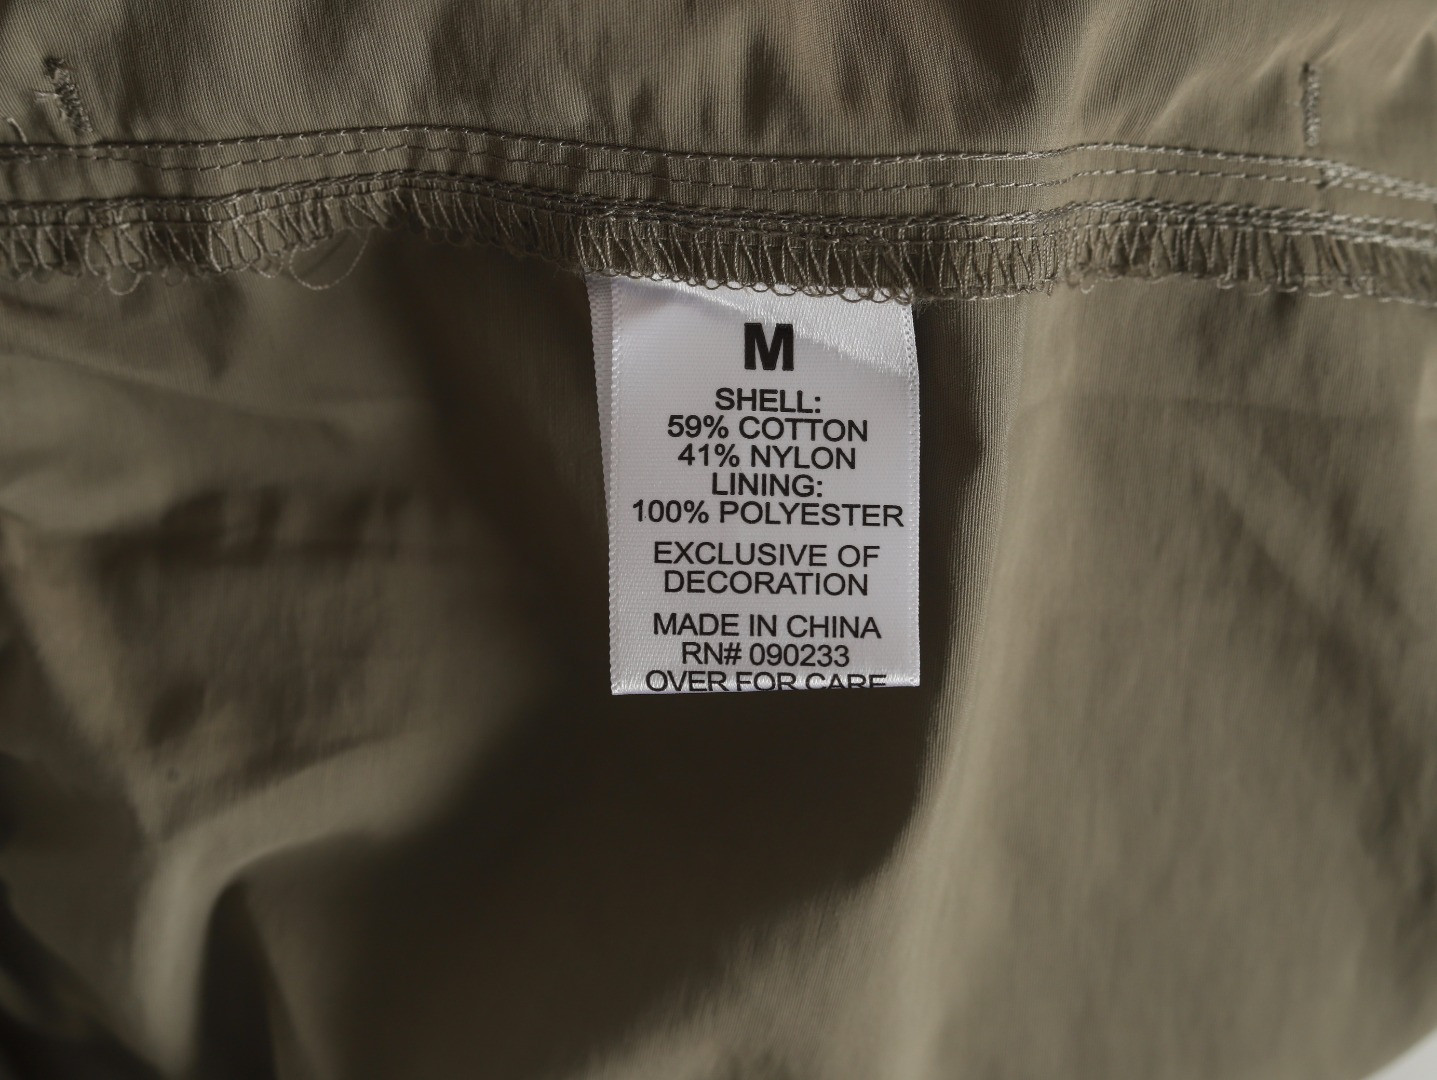 M
SHELL:
59% COTTON
41% NYLON
LINING:
100% POLYESTER
EXCLUSIVE OF
DECORATION
MADE IN CHINA
RN# 090233
OVER FOR CARE